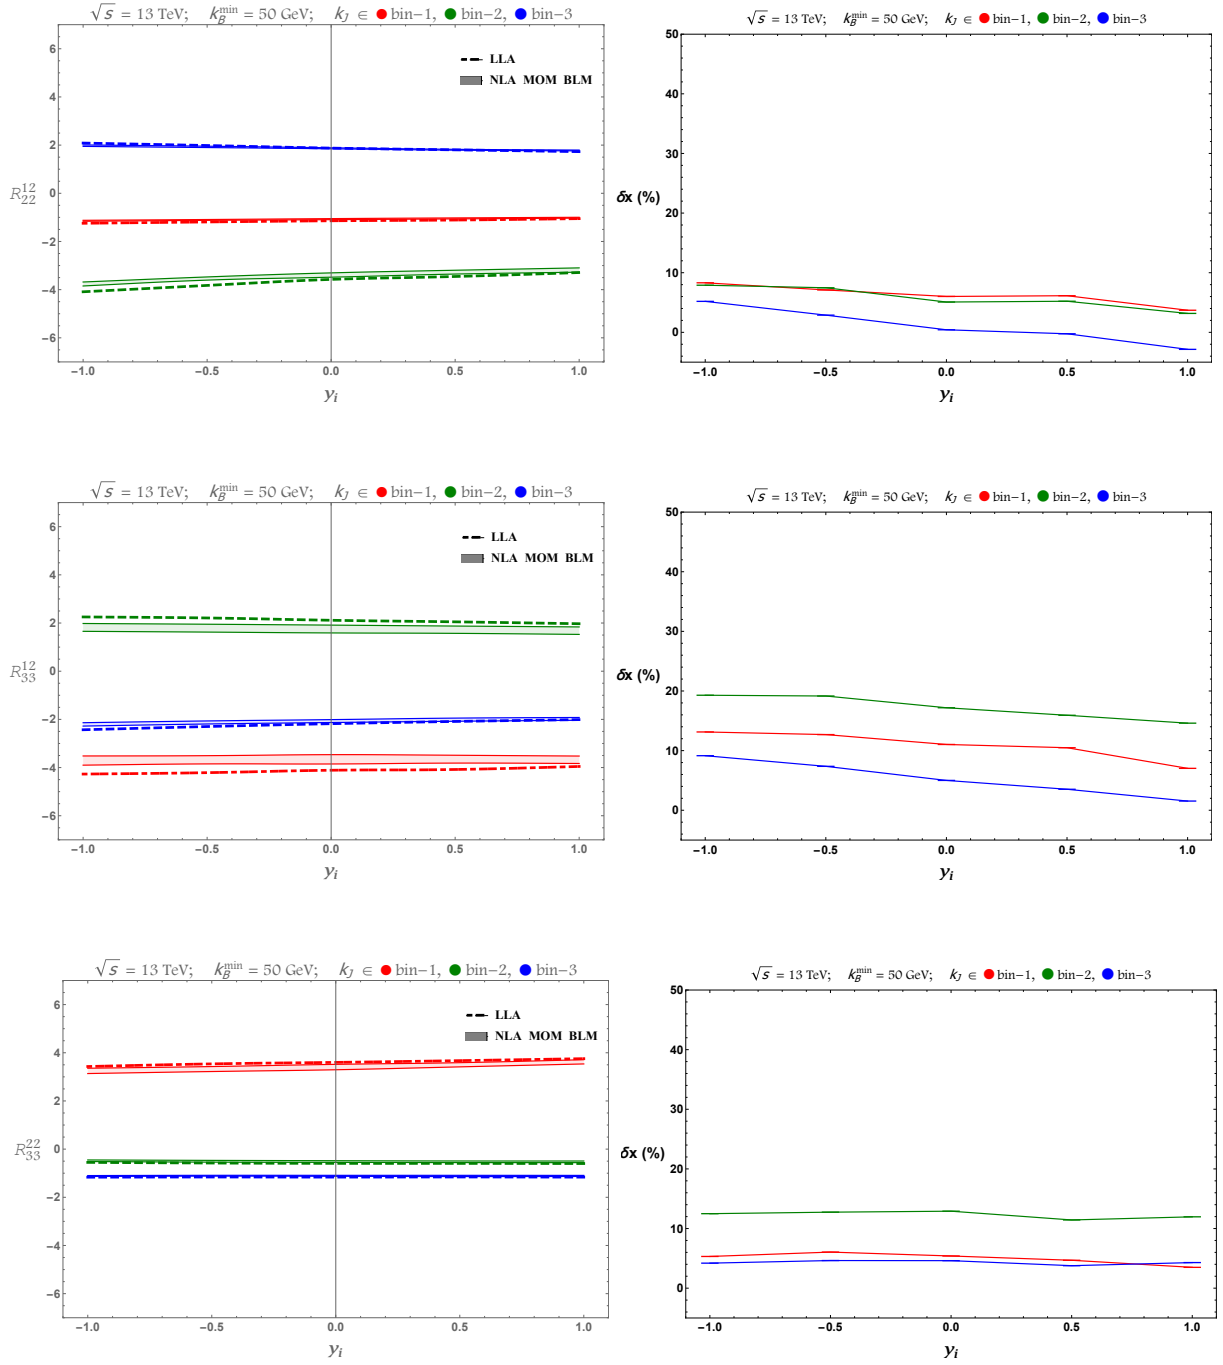 √s = 13 TeV; k_B^min = 50 GeV; k_J ∈ ● bin−1, ● bin−2, ● bin−3
6
4
2
0
−2
−4
−6
R_22^12
LLA
NLA MOM BLM
−1.0 −0.5 0.0 0.5 1.0
y_i
√s = 13 TeV; k_B^min = 50 GeV; k_J ∈ ● bin−1, ● bin−2, ● bin−3
50
40
30
20
10
0
δx (%)
−1.0 −0.5 0.0 0.5 1.0
y_i
√s = 13 TeV; k_B^min = 50 GeV; k_J ∈ ● bin−1, ● bin−2, ● bin−3
6
4
2
0
−2
−4
−6
R_33^12
LLA
NLA MOM BLM
−1.0 −0.5 0.0 0.5 1.0
y_i
√s = 13 TeV; k_B^min = 50 GeV; k_J ∈ ● bin−1, ● bin−2, ● bin−3
50
40
30
20
10
0
δx (%)
−1.0 −0.5 0.0 0.5 1.0
y_i
√s = 13 TeV; k_B^min = 50 GeV; k_J ∈ ● bin−1, ● bin−2, ● bin−3
6
4
2
0
−2
−4
−6
R_33^22
LLA
NLA MOM BLM
−1.0 −0.5 0.0 0.5 1.0
y_i
√s = 13 TeV; k_B^min = 50 GeV; k_J ∈ ● bin−1, ● bin−2, ● bin−3
50
40
30
20
10
0
δx (%)
−1.0 −0.5 0.0 0.5 1.0
y_i